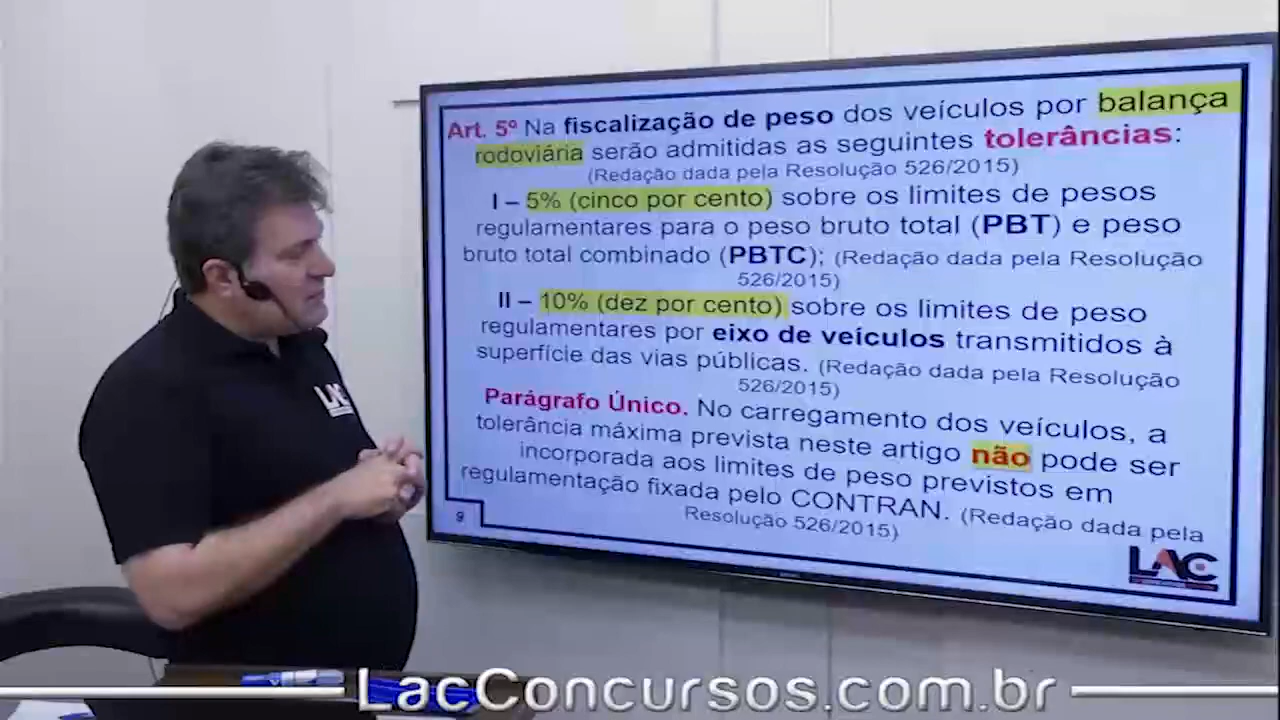 Art. 5º Na fiscalização de peso dos veículos por balança
rodoviária serão admitidas as seguintes tolerâncias:
(Redação dada pela Resolução 526/2015)
I – 5% (cinco por cento) sobre os limites de pesos
regulamentares para o peso bruto total (PBT) e peso
bruto total combinado (PBTC); (Redação dada pela Resolução
526/2015)
II – 10% (dez por cento) sobre os limites de peso
regulamentares por eixo de veículos transmitidos à
superfície das vias públicas. (Redação dada pela Resolução
526/2015)
Parágrafo Único. No carregamento dos veículos, a
tolerância máxima prevista neste artigo não pode ser
incorporada aos limites de peso previstos em
regulamentação fixada pelo CONTRAN. (Redação dada pela
Resolução 526/2015)
9
LAC
LAC
LacConcursos.com.br